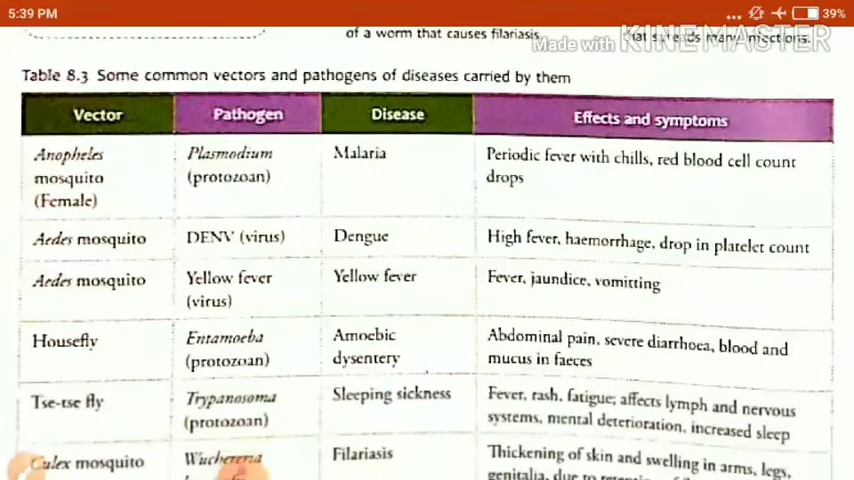 5:39 PM
39%
of a worm that causes filariasis.
Made with KINEMASTER
Table 8.3 Some common vectors and pathogens of diseases carried by them
Vector Pathogen Disease Effects and symptoms
Anopheles mosquito (Female) Plasmodium (protozoan) Malaria Periodic fever with chills, red blood cell count drops
Aedes mosquito DENV (virus) Dengue High fever, haemorrhage, drop in platelet count
Aedes mosquito Yellow fever (virus) Yellow fever Fever, jaundice, vomitting
Housefly Entamoeba (protozoan) Amoebic dysentery Abdominal pain, severe diarrhoea, blood and mucus in faeces
Tse-tse fly Trypanosoma (protozoan) Sleeping sickness Fever, rash, fatigue; affects lymph and nervous systems, mental deterioration, increased sleep
Culex mosquito Filariasis Thickening of skin and swelling in arms, legs,
genitalia, due to